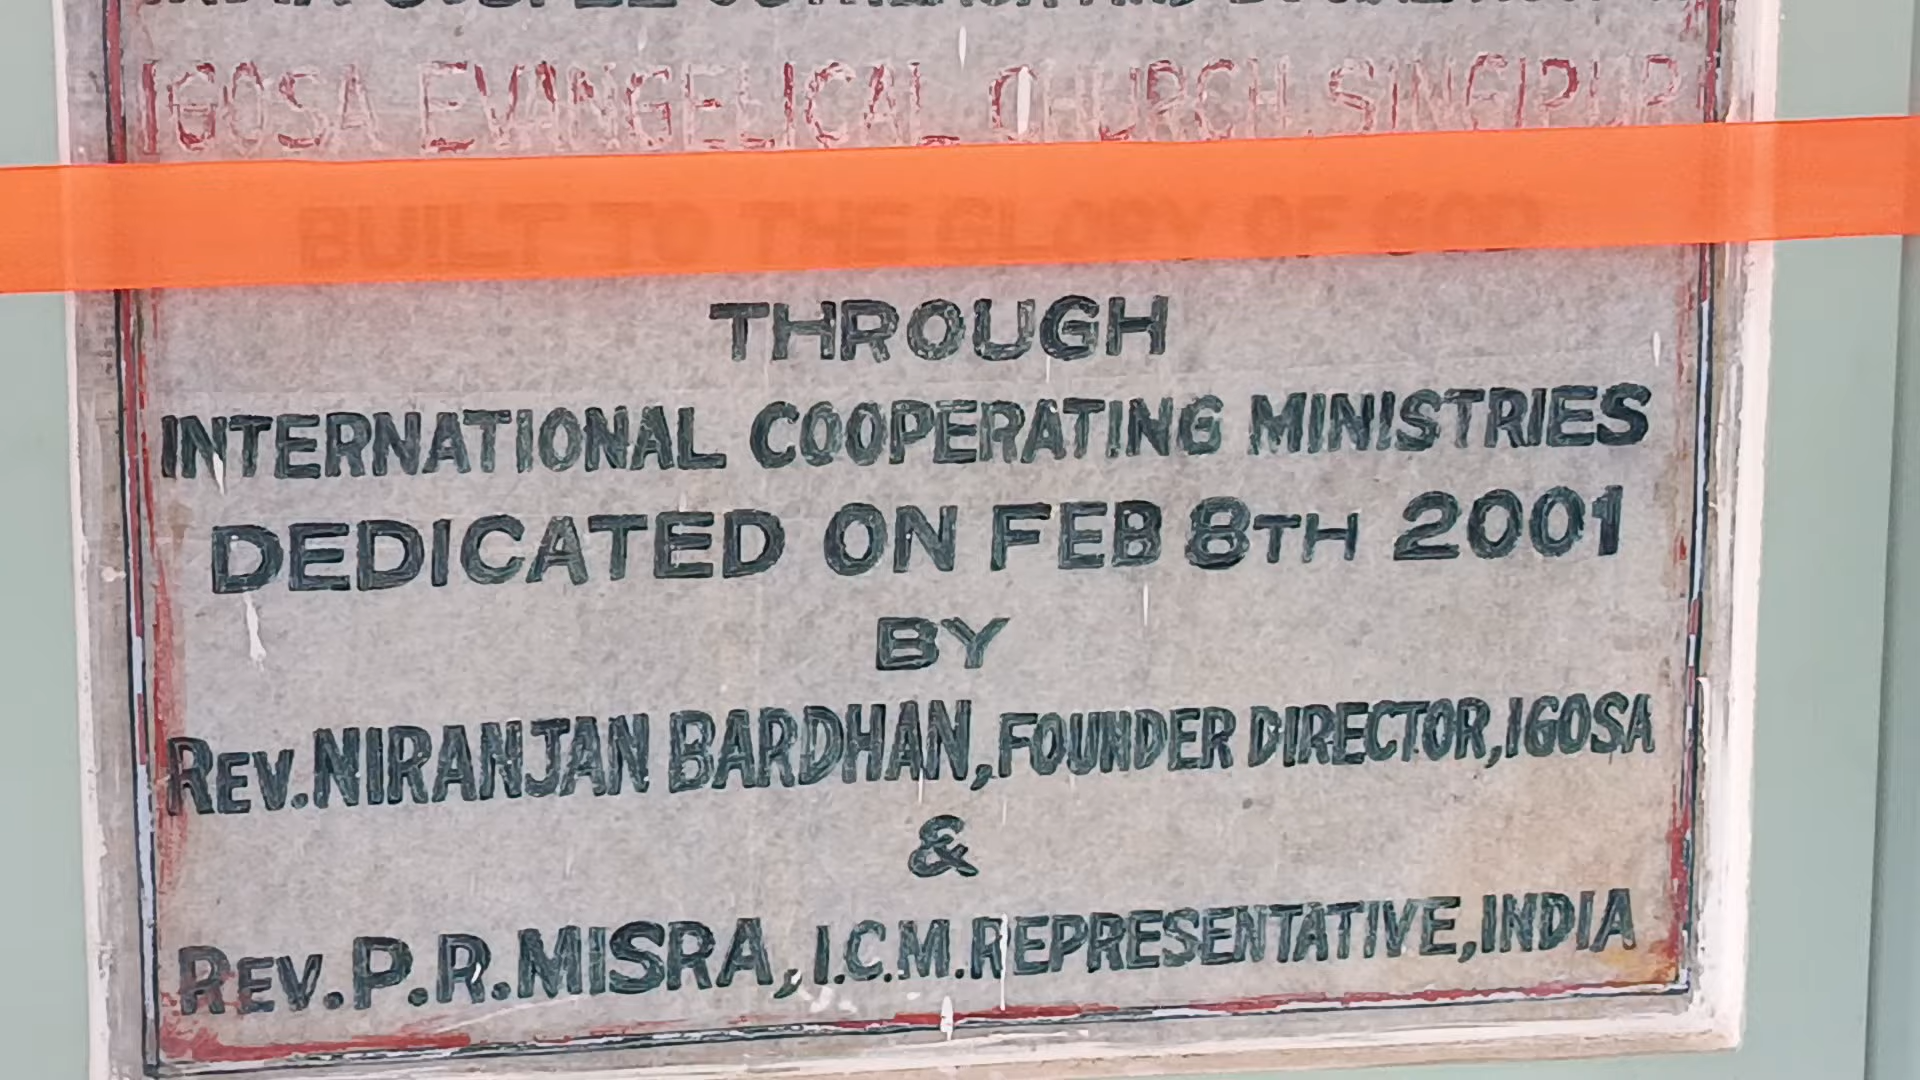 IGOSA EVANGELICAL CHURCH SINGIPUR
BUILT TO THE GLORY OF GOD
THROUGH
INTERNATIONAL COOPERATING MINISTRIES
DEDICATED ON FEB 8TH 2001
BY
REV. NIRANJAN BARDHAN, FOUNDER DIRECTOR, IGOSA
&
REV. P. R. MISRA, I.C.M. REPRESENTATIVE, INDIA